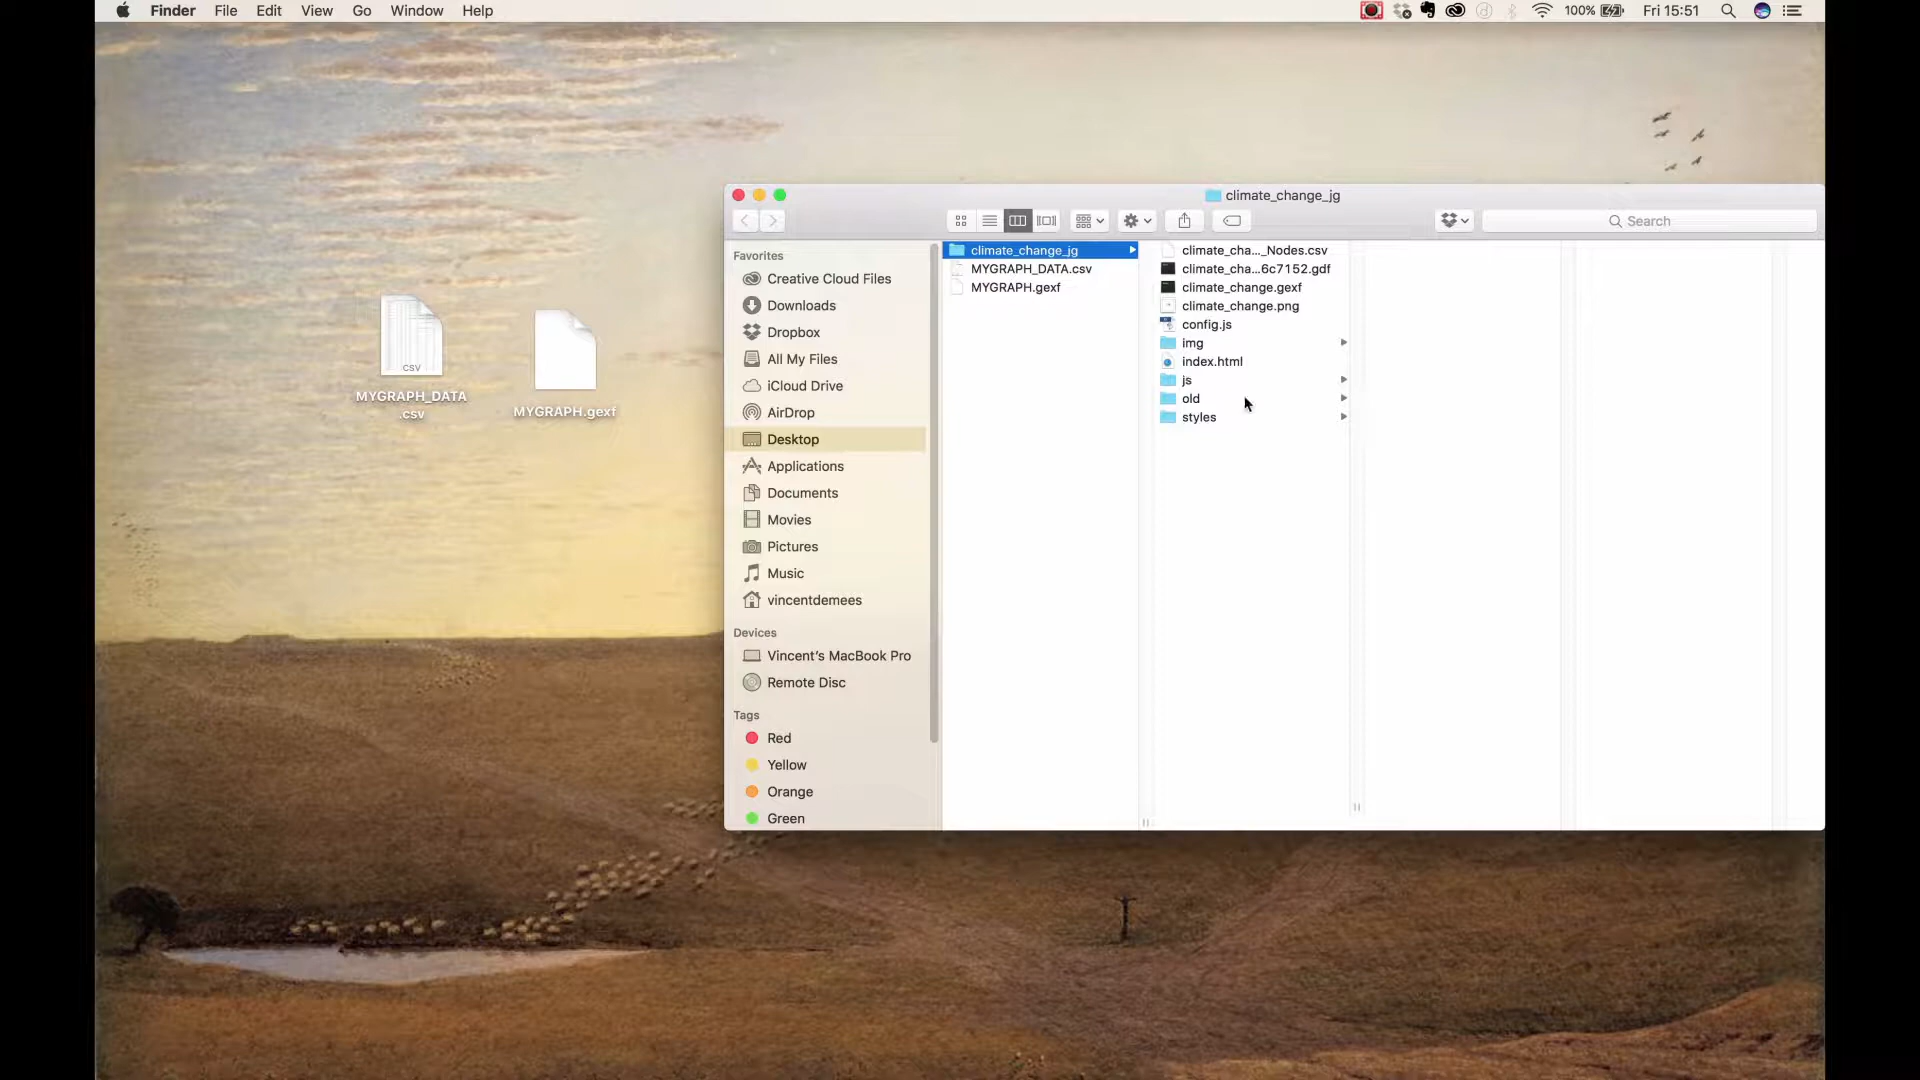 Finder File Edit View Go Window Help
100% Fri 15:51
climate_change_jg
Search
Favorites
Creative Cloud Files
Downloads
Dropbox
All My Files
iCloud Drive
AirDrop
Desktop
Applications
Documents
Movies
Pictures
Music
vincentdemees
Devices
Vincent's MacBook Pro
Remote Disc
Tags
Red
Yellow
Orange
Green
climate_change_jg
MYGRAPH_DATA.csv
MYGRAPH.gexf
climate_cha..._Nodes.csv
climate_cha...6c7152.gdf
climate_change.gexf
climate_change.png
config.js
img
index.html
js
old
styles
CSV
MYGRAPH_DATA
.csv
MYGRAPH.gexf